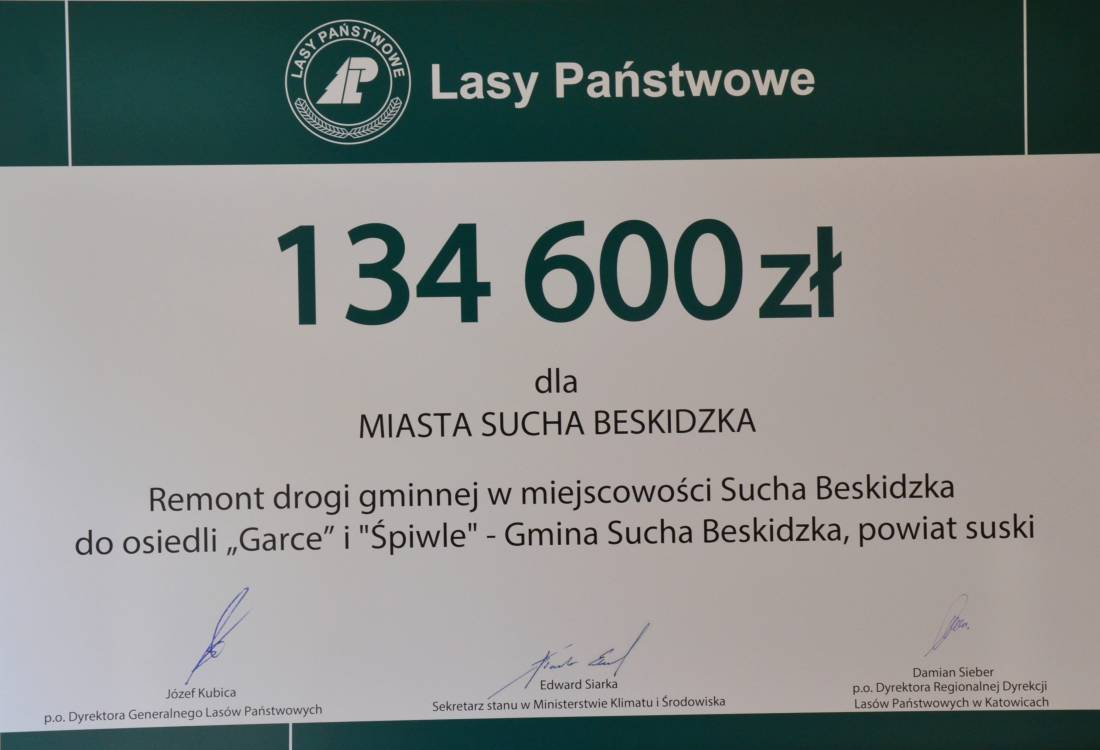 LASY PAŃSTWOWE
Lasy Państwowe
134 600 zł
dla
MIASTA SUCHA BESKIDZKA
Remont drogi gminnej w miejscowości Sucha Beskidzka
do osiedli „Garce” i "Śpiwle" - Gmina Sucha Beskidzka, powiat suski
Józef Kubica
p.o. Dyrektora Generalnego Lasów Państwowych
Edward Siarka
Sekretarz stanu w Ministerstwie Klimatu i Środowiska
Damian Sieber
p.o. Dyrektora Regionalnej Dyrekcji
Lasów Państwowych w Katowicach